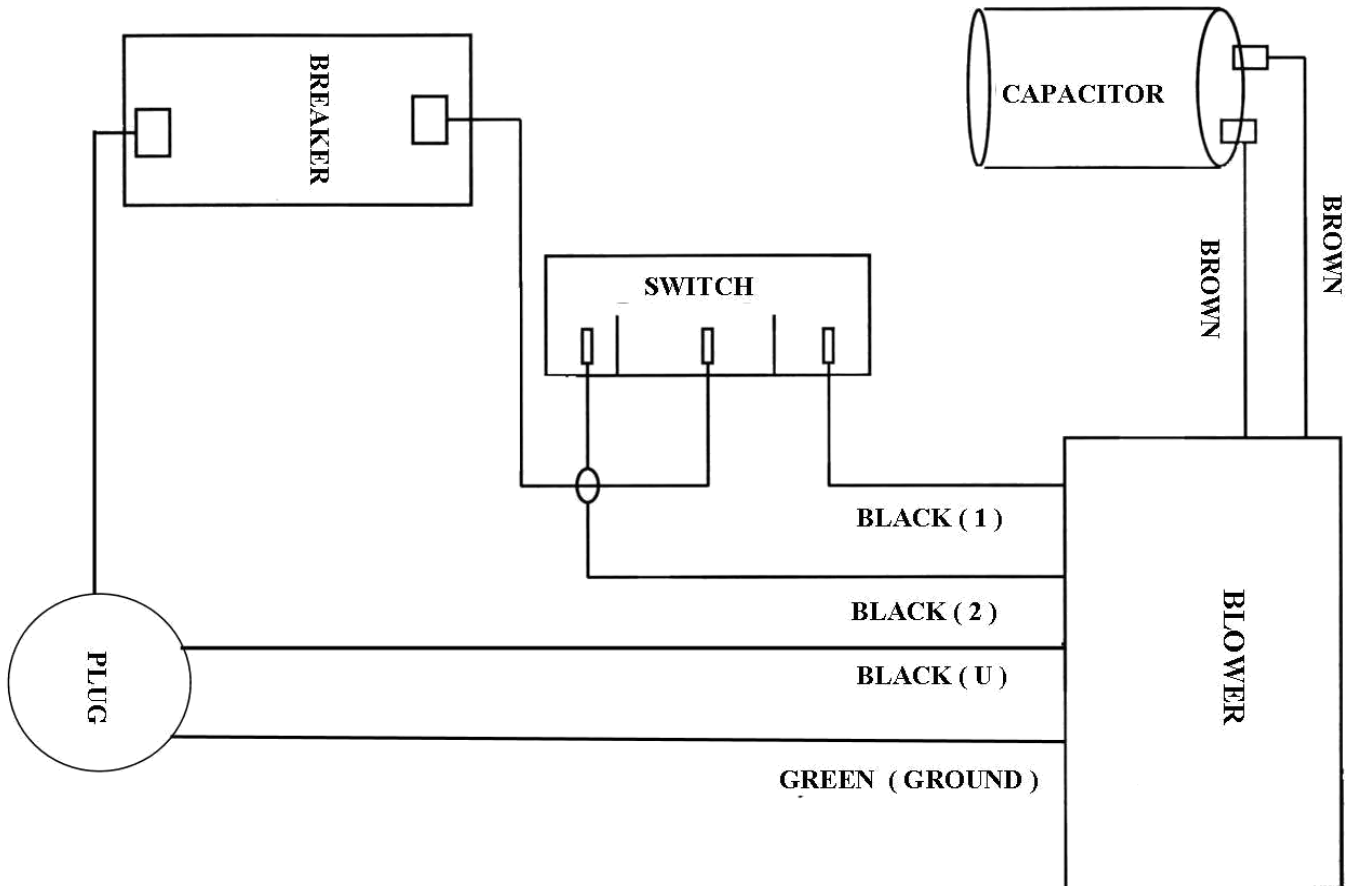 BREAKER
CAPACITOR
SWITCH
BROWN
BROWN
BLACK ( 1 )
BLACK ( 2 )
BLACK ( U )
GREEN ( GROUND )
PLUG
BLOWER